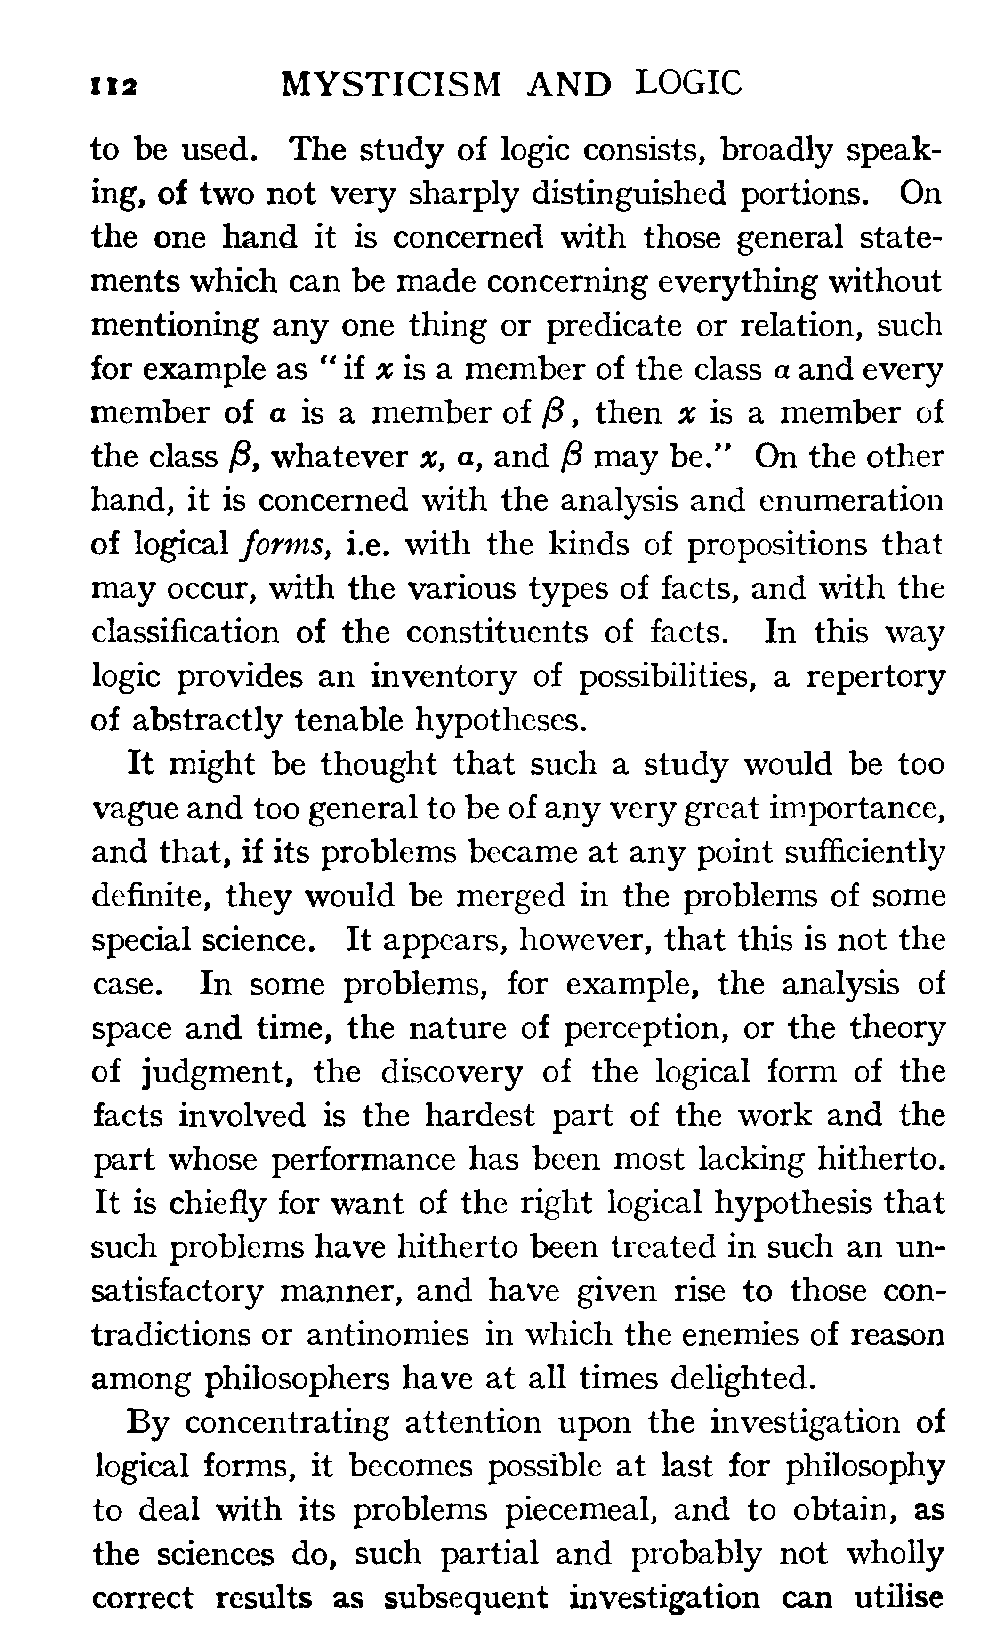 112 MYSTICISM AND LOGIC
to be used. The study of logic consists, broadly speak-
ing, of two not very sharply distinguished portions. On
the one hand it is concerned with those general state-
ments which can be made concerning everything without
mentioning any one thing or predicate or relation, such
for example as “if x is a member of the class α and every
member of α is a member of β, then x is a member of
the class β, whatever x, α, and β may be.” On the other
hand, it is concerned with the analysis and enumeration
of logical forms, i.e. with the kinds of propositions that
may occur, with the various types of facts, and with the
classification of the constituents of facts. In this way
logic provides an inventory of possibilities, a repertory
of abstractly tenable hypotheses.
It might be thought that such a study would be too
vague and too general to be of any very great importance,
and that, if its problems became at any point sufficiently
definite, they would be merged in the problems of some
special science. It appears, however, that this is not the
case. In some problems, for example, the analysis of
space and time, the nature of perception, or the theory
of judgment, the discovery of the logical form of the
facts involved is the hardest part of the work and the
part whose performance has been most lacking hitherto.
It is chiefly for want of the right logical hypothesis that
such problems have hitherto been treated in such an un-
satisfactory manner, and have given rise to those con-
tradictions or antinomies in which the enemies of reason
among philosophers have at all times delighted.
By concentrating attention upon the investigation of
logical forms, it becomes possible at last for philosophy
to deal with its problems piecemeal, and to obtain, as
the sciences do, such partial and probably not wholly
correct results as subsequent investigation can utilise